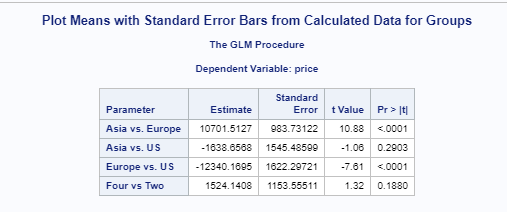 Plot Means with Standard Error Bars from Calculated Data for Groups
The GLM Procedure
Dependent Variable: price
Parameter Estimate Standard Error t Value Pr > |t|
Asia vs. Europe 10701.5127 983.73122 10.88 <.0001
Asia vs. US -1638.6568 1545.48599 -1.06 0.2903
Europe vs. US -12340.1695 1622.29721 -7.61 <.0001
Four vs Two 1524.1408 1153.55511 1.32 0.1880